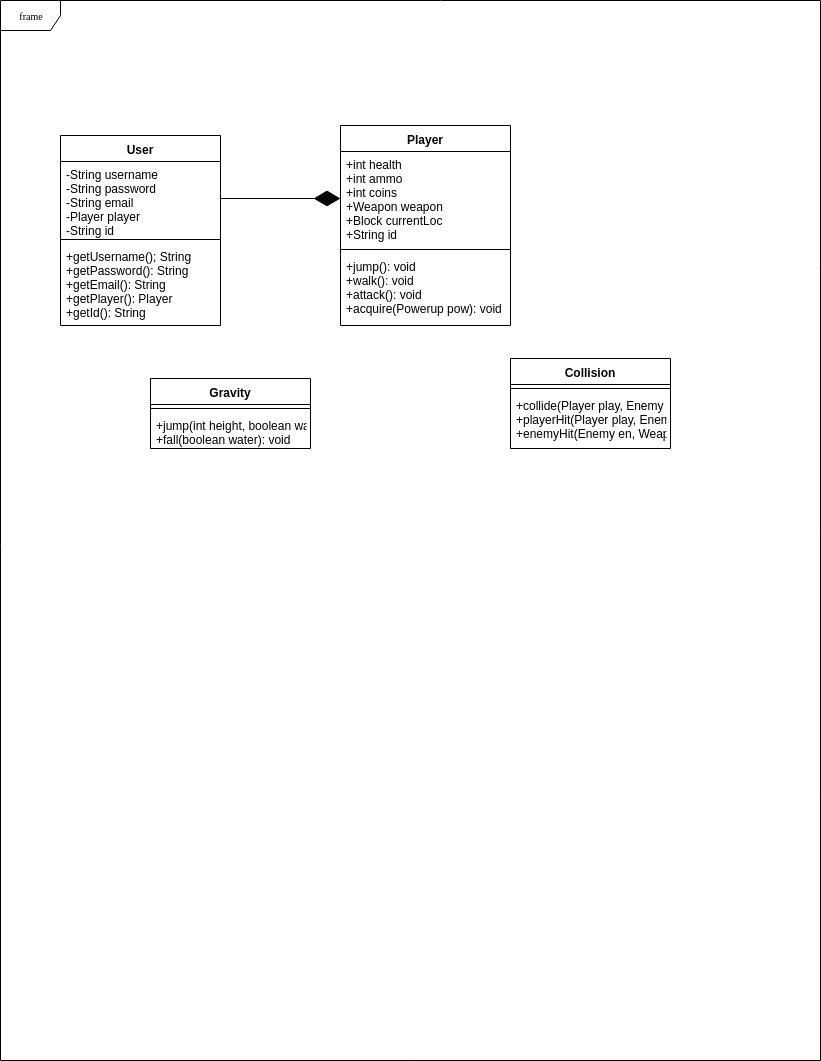 frame
User
-String username
-String password
-String email
-Player player
-String id
+getUsername(); String
+getPassword(): String
+getEmail(): String
+getPlayer(): Player
+getId(): String
Player
+int health
+int ammo
+int coins
+Weapon weapon
+Block currentLoc
+String id
+jump(): void
+walk(): void
+attack(): void
+acquire(Powerup pow): void
Gravity
+jump(int height, boolean
+fall(boolean water): void
Collision
+collide(Player play, Enemy
+playerHit(Player play,
+enemyHit(Enemy en,